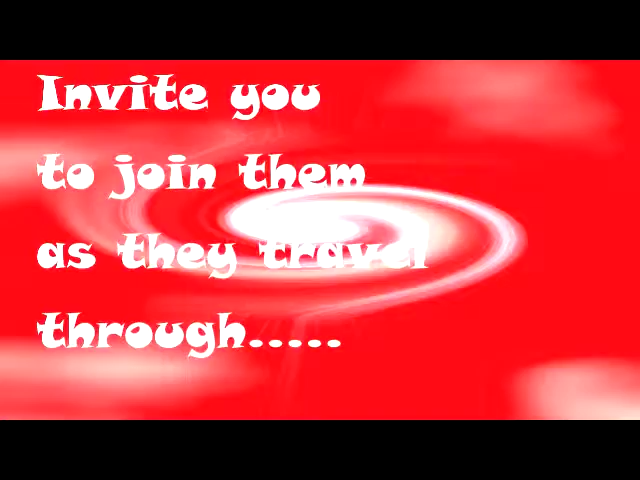 Invite you
to join them
as they travel
through.....